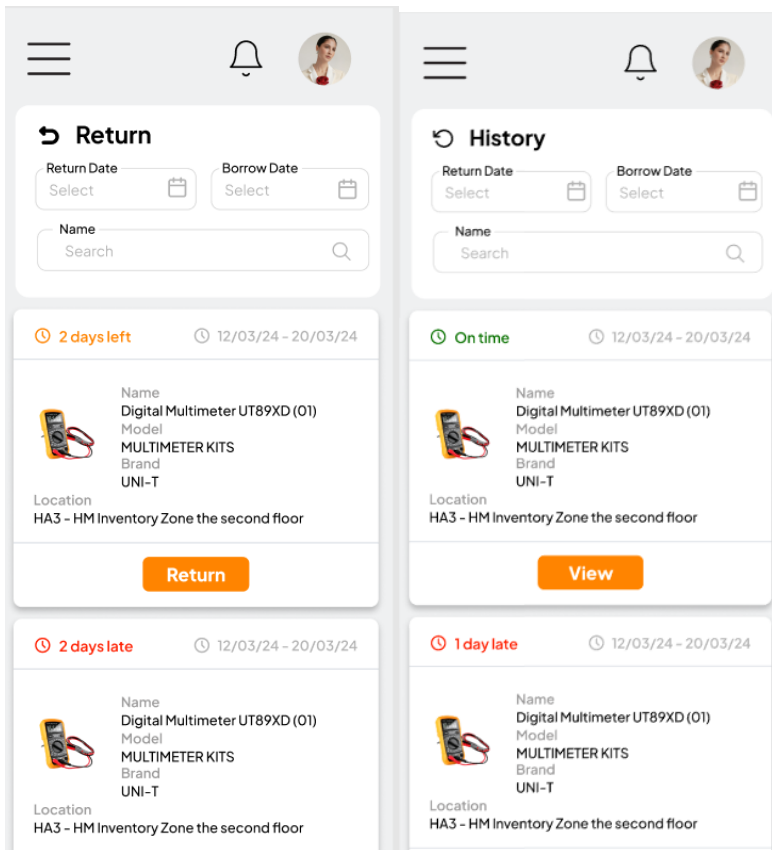 Return
Return Date
Borrow Date
Select
Select
Name
Search
2 days left
12/03/24 - 20/03/24
Name
Digital Multimeter UT89XD (01)
Model
MULTIMETER KITS
Brand
UNI-T
Location
HA3 - HM Inventory Zone the second floor
Return
2 days late
12/03/24 - 20/03/24
Name
Digital Multimeter UT89XD (01)
Model
MULTIMETER KITS
Brand
UNI-T
Location
HA3 - HM Inventory Zone the second floor
History
Return Date
Borrow Date
Select
Select
Name
Search
On time
12/03/24 - 20/03/24
Name
Digital Multimeter UT89XD (01)
Model
MULTIMETER KITS
Brand
UNI-T
Location
HA3 - HM Inventory Zone the second floor
View
1 day late
12/03/24 - 20/03/24
Name
Digital Multimeter UT89XD (01)
Model
MULTIMETER KITS
Brand
UNI-T
Location
HA3 - HM Inventory Zone the second floor